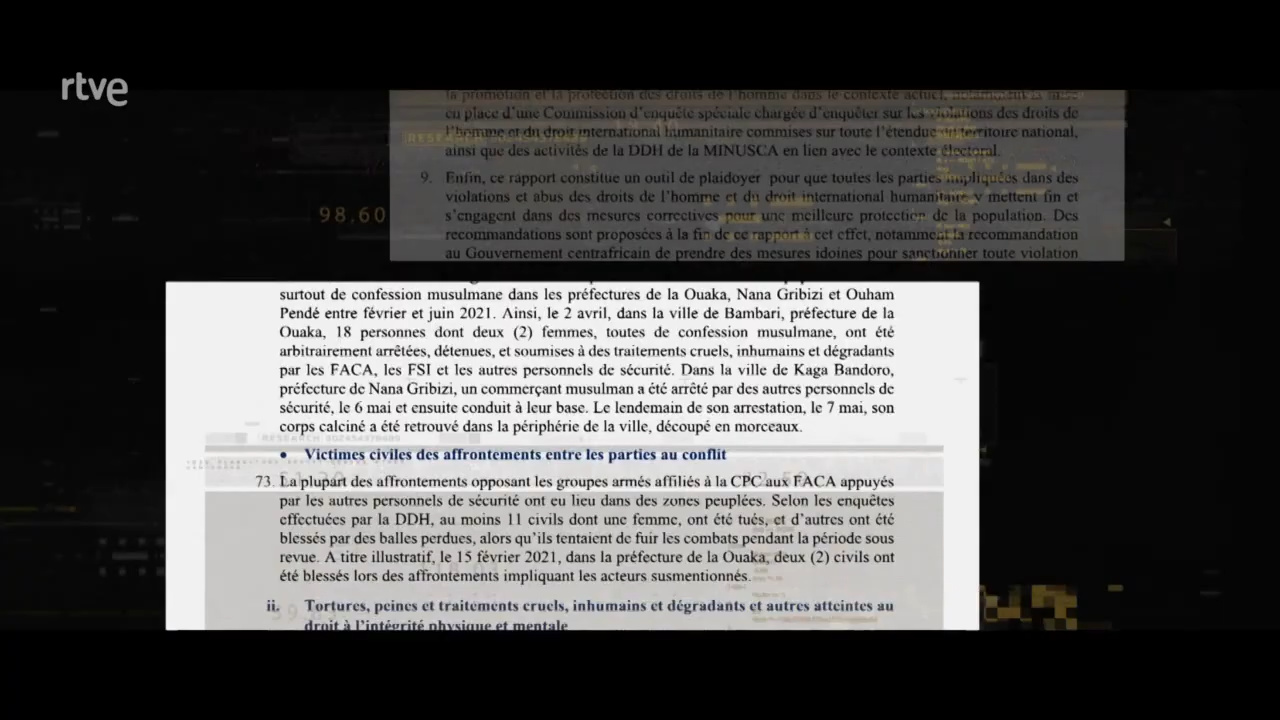 rtve
la promotion et la protection des droits de l'homme dans le contexte actuel, notamment la mise
en place d'une Commission d'enquête spéciale chargée d'enquêter sur les violations des droits de
l'homme et du droit international humanitaire commises sur toute l'étendue du territoire national,
ainsi que des activités de la DDH de la MINUSCA en lien avec le contexte électoral.
9. Enfin, ce rapport constitue un outil de plaidoyer pour que toutes les parties impliquées dans des
violations et abus des droits de l'homme et du droit international humanitaire y mettent fin et
s'engagent dans des mesures correctives pour une meilleure protection de la population. Des
recommandations sont proposées à la fin de ce rapport à cet effet, notamment la recommandation
au Gouvernement centrafricain de prendre des mesures idoines pour sanctionner toute violation
98.60
surtout de confession musulmane dans les préfectures de la Ouaka, Nana Gribizi et Ouham
Pendé entre février et juin 2021. Ainsi, le 2 avril, dans la ville de Bambari, préfecture de la
Ouaka, 18 personnes dont deux (2) femmes, toutes de confession musulmane, ont été
arbitrairement arrêtées, détenues, et soumises à des traitements cruels, inhumains et dégradants
par les FACA, les FSI et les autres personnels de sécurité. Dans la ville de Kaga Bandoro,
préfecture de Nana Gribizi, un commerçant musulman a été arrêté par des autres personnels de
sécurité, le 6 mai et ensuite conduit à leur base. Le lendemain de son arrestation, le 7 mai, son
corps calciné a été retrouvé dans la périphérie de la ville, découpé en morceaux.
• Victimes civiles des affrontements entre les parties au conflit
73. La plupart des affrontements opposant les groupes armés affiliés à la CPC aux FACA appuyés
par les autres personnels de sécurité ont eu lieu dans des zones peuplées. Selon les enquêtes
effectuées par la DDH, au moins 11 civils dont une femme, ont été tués, et d'autres ont été
blessés par des balles perdues, alors qu'ils tentaient de fuir les combats pendant la période sous
revue. A titre illustratif, le 15 février 2021, dans la préfecture de la Ouaka, deux (2) civils ont
été blessés lors des affrontements impliquant les acteurs susmentionnés.
ii. Tortures, peines et traitements cruels, inhumains et dégradants et autres atteintes au
droit à l'intégrité physique et mentale